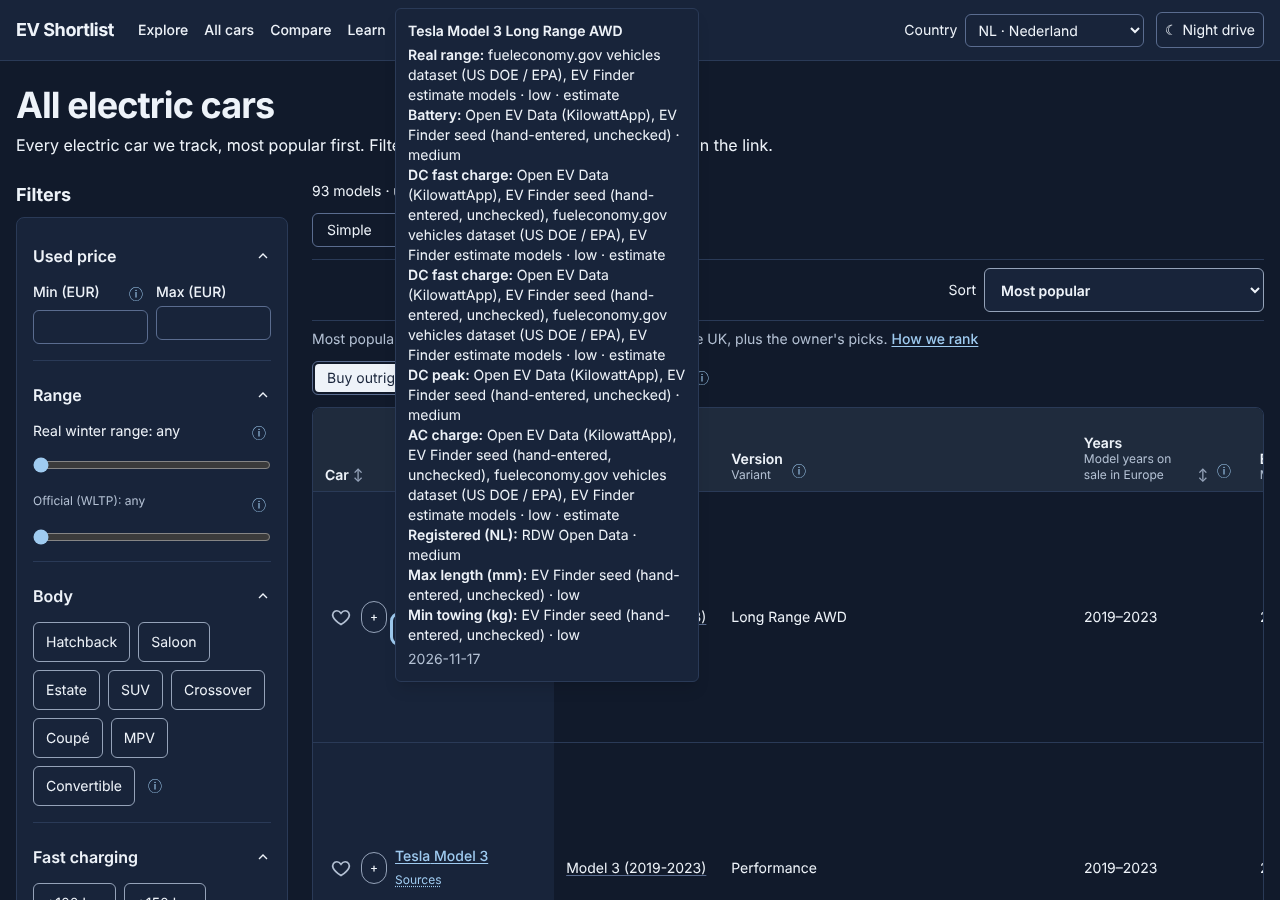 EV Shortlist
Explore
All cars
Compare
Learn
Country
NL · Nederland
☾ Night drive
All electric cars
Every electric car we track, most popular first.
n the link.
Filters
Used price
Min (EUR) ⓘ
Max (EUR)
Range
Real winter range: any ⓘ
Official (WLTP): any ⓘ
Body
Hatchback
Saloon
Estate
SUV
Crossover
Coupé
MPV
Convertible ⓘ
Fast charging
93 models ·
Simple
Sort
Most popular
Most popula
UK, plus the owner's picks. How we rank
Buy outrig
ⓘ
Tesla Model 3 Long Range AWD
Real range: fueleconomy.gov vehicles
dataset (US DOE / EPA), EV Finder
estimate models · low · estimate
Battery: Open EV Data (KilowattApp), EV
Finder seed (hand-entered, unchecked) ·
medium
DC fast charge: Open EV Data
(KilowattApp), EV Finder seed (hand-
entered, unchecked), fueleconomy.gov
vehicles dataset (US DOE / EPA), EV
Finder estimate models · low · estimate
DC fast charge: Open EV Data
(KilowattApp), EV Finder seed (hand-
entered, unchecked), fueleconomy.gov
vehicles dataset (US DOE / EPA), EV
Finder estimate models · low · estimate
DC peak: Open EV Data (KilowattApp), EV
Finder seed (hand-entered, unchecked) ·
medium
AC charge: Open EV Data (KilowattApp),
EV Finder seed (hand-entered,
unchecked), fueleconomy.gov vehicles
dataset (US DOE / EPA), EV Finder
estimate models · low · estimate
Registered (NL): RDW Open Data ·
medium
Max length (mm): EV Finder seed (hand-
entered, unchecked) · low
Min towing (kg): EV Finder seed (hand-
entered, unchecked) · low
2026-11-17
Car ↕
Version
Variant ⓘ
Years
Model years on
sale in Europe ↕ ⓘ
+
Long Range AWD
2019–2023
+
Tesla Model 3
Sources
Model 3 (2019-2023)
Performance
2019–2023